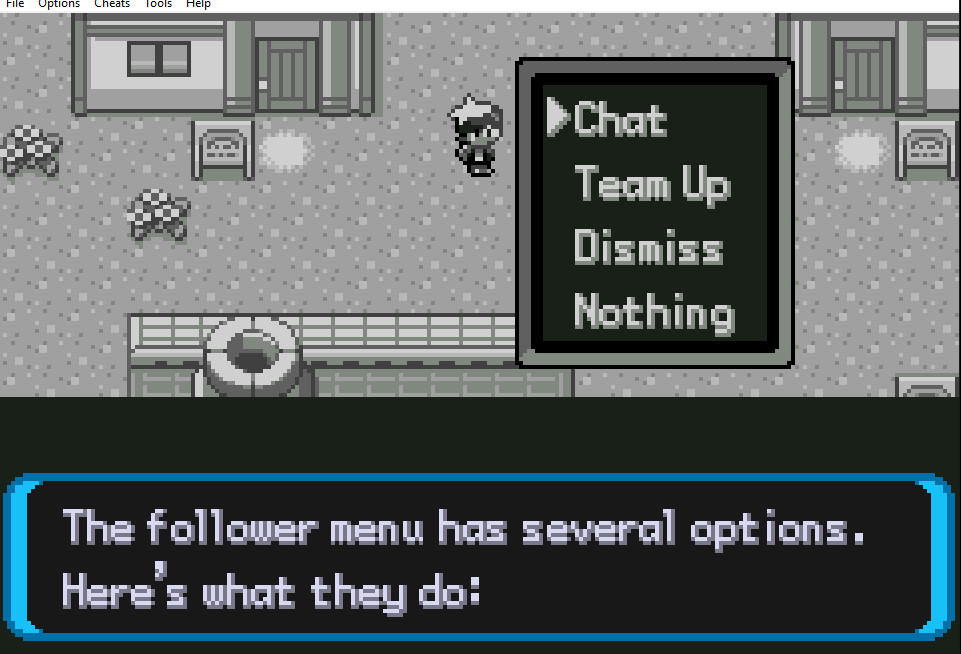 File Options Cheats Tools Help
Chat
Team Up
Dismiss
Nothing
The follower menu has several options.
Here's what they do: